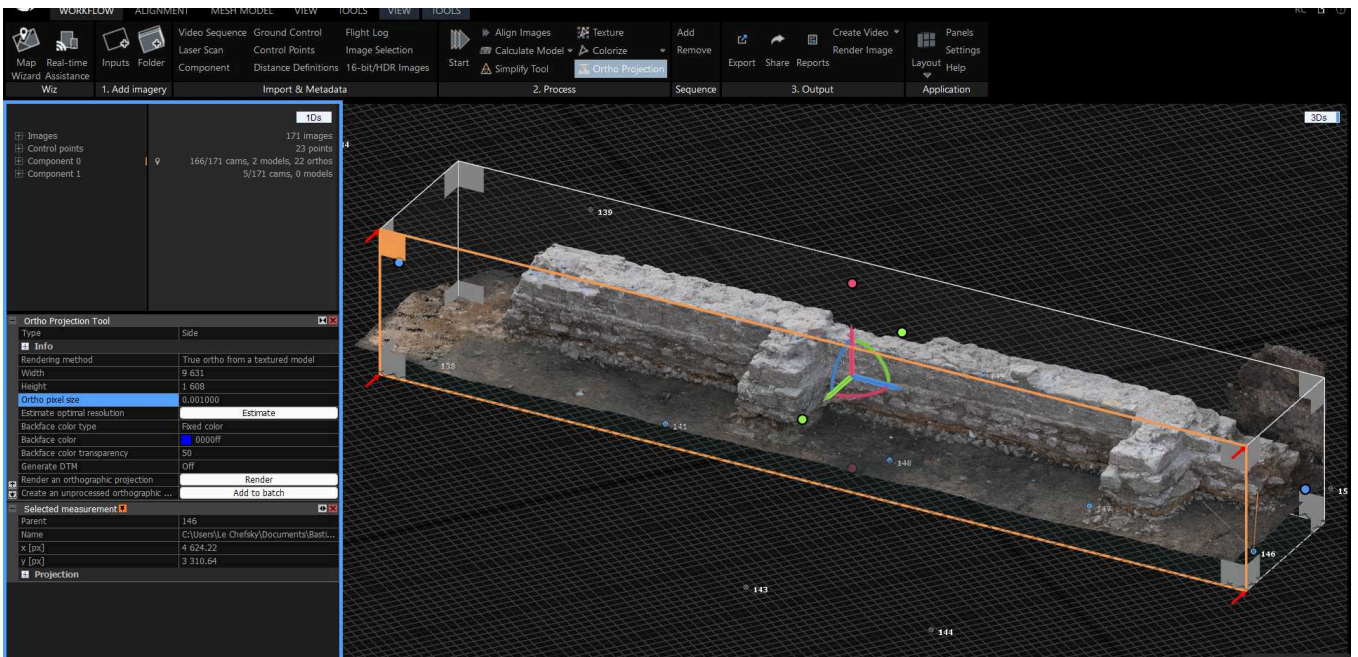 WORKFLOW ALIGNMENT MESH MODEL VIEW TOOLS VIEW TOOLS RC
Video Sequence Ground Control Flight Log Align Images Texture Add Create Video Panels
Laser Scan Control Points Image Selection Calculate Model Colorize Remove Render Image Settings
Map Wizard Real-time Assistance Inputs Folder Component Distance Definitions 16-bit/HDR Images Start Simplify Tool Ortho Projection Export Share Reports Layout Help
Wiz 1. Add imagery Import & Metadata 2. Process Sequence 3. Output Application
1Ds
Images 171 images
Control points 23 points
Component 0 166/171 cams, 2 models, 22 orthos
Component 1 5/171 cams, 0 models
Ortho Projection Tool
Type Side
Info
Rendering method True ortho from a textured model
Width 9 631
Height 1 608
Ortho pixel size 0.001000
Estimate optimal resolution Estimate
Backface color type Fixed color
Backface color 0000ff
Backface color transparency 50
Generate DTM Off
Render an orthographic projection Render
Create an unprocessed orthographic ... Add to batch
Selected measurement
Parent 146
Name C:\Users\Le Chefsky\Documents\Basti...
x [px] 4 624.22
y [px] 3 310.64
Projection
3Ds
139
138
141
148
147
146
15
143
144